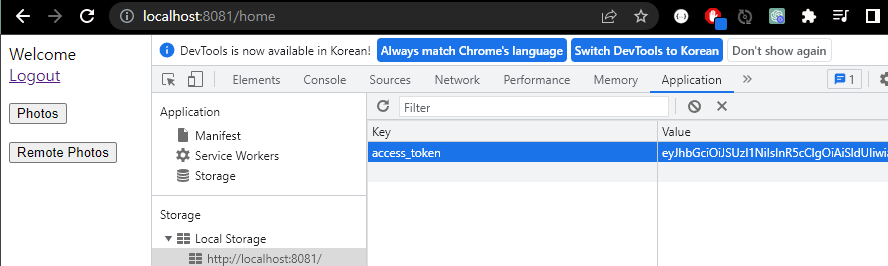 localhost:8081/home
Welcome
Logout
Photos
Remote Photos
DevTools is now available in Korean! Always match Chrome's language Switch DevTools to Korean Don't show again
Elements Console Sources Network Performance Memory Application » 1
Application
Manifest
Service Workers
Storage
Storage
Local Storage
http://localhost:8081/
Filter
Key Value
access_token